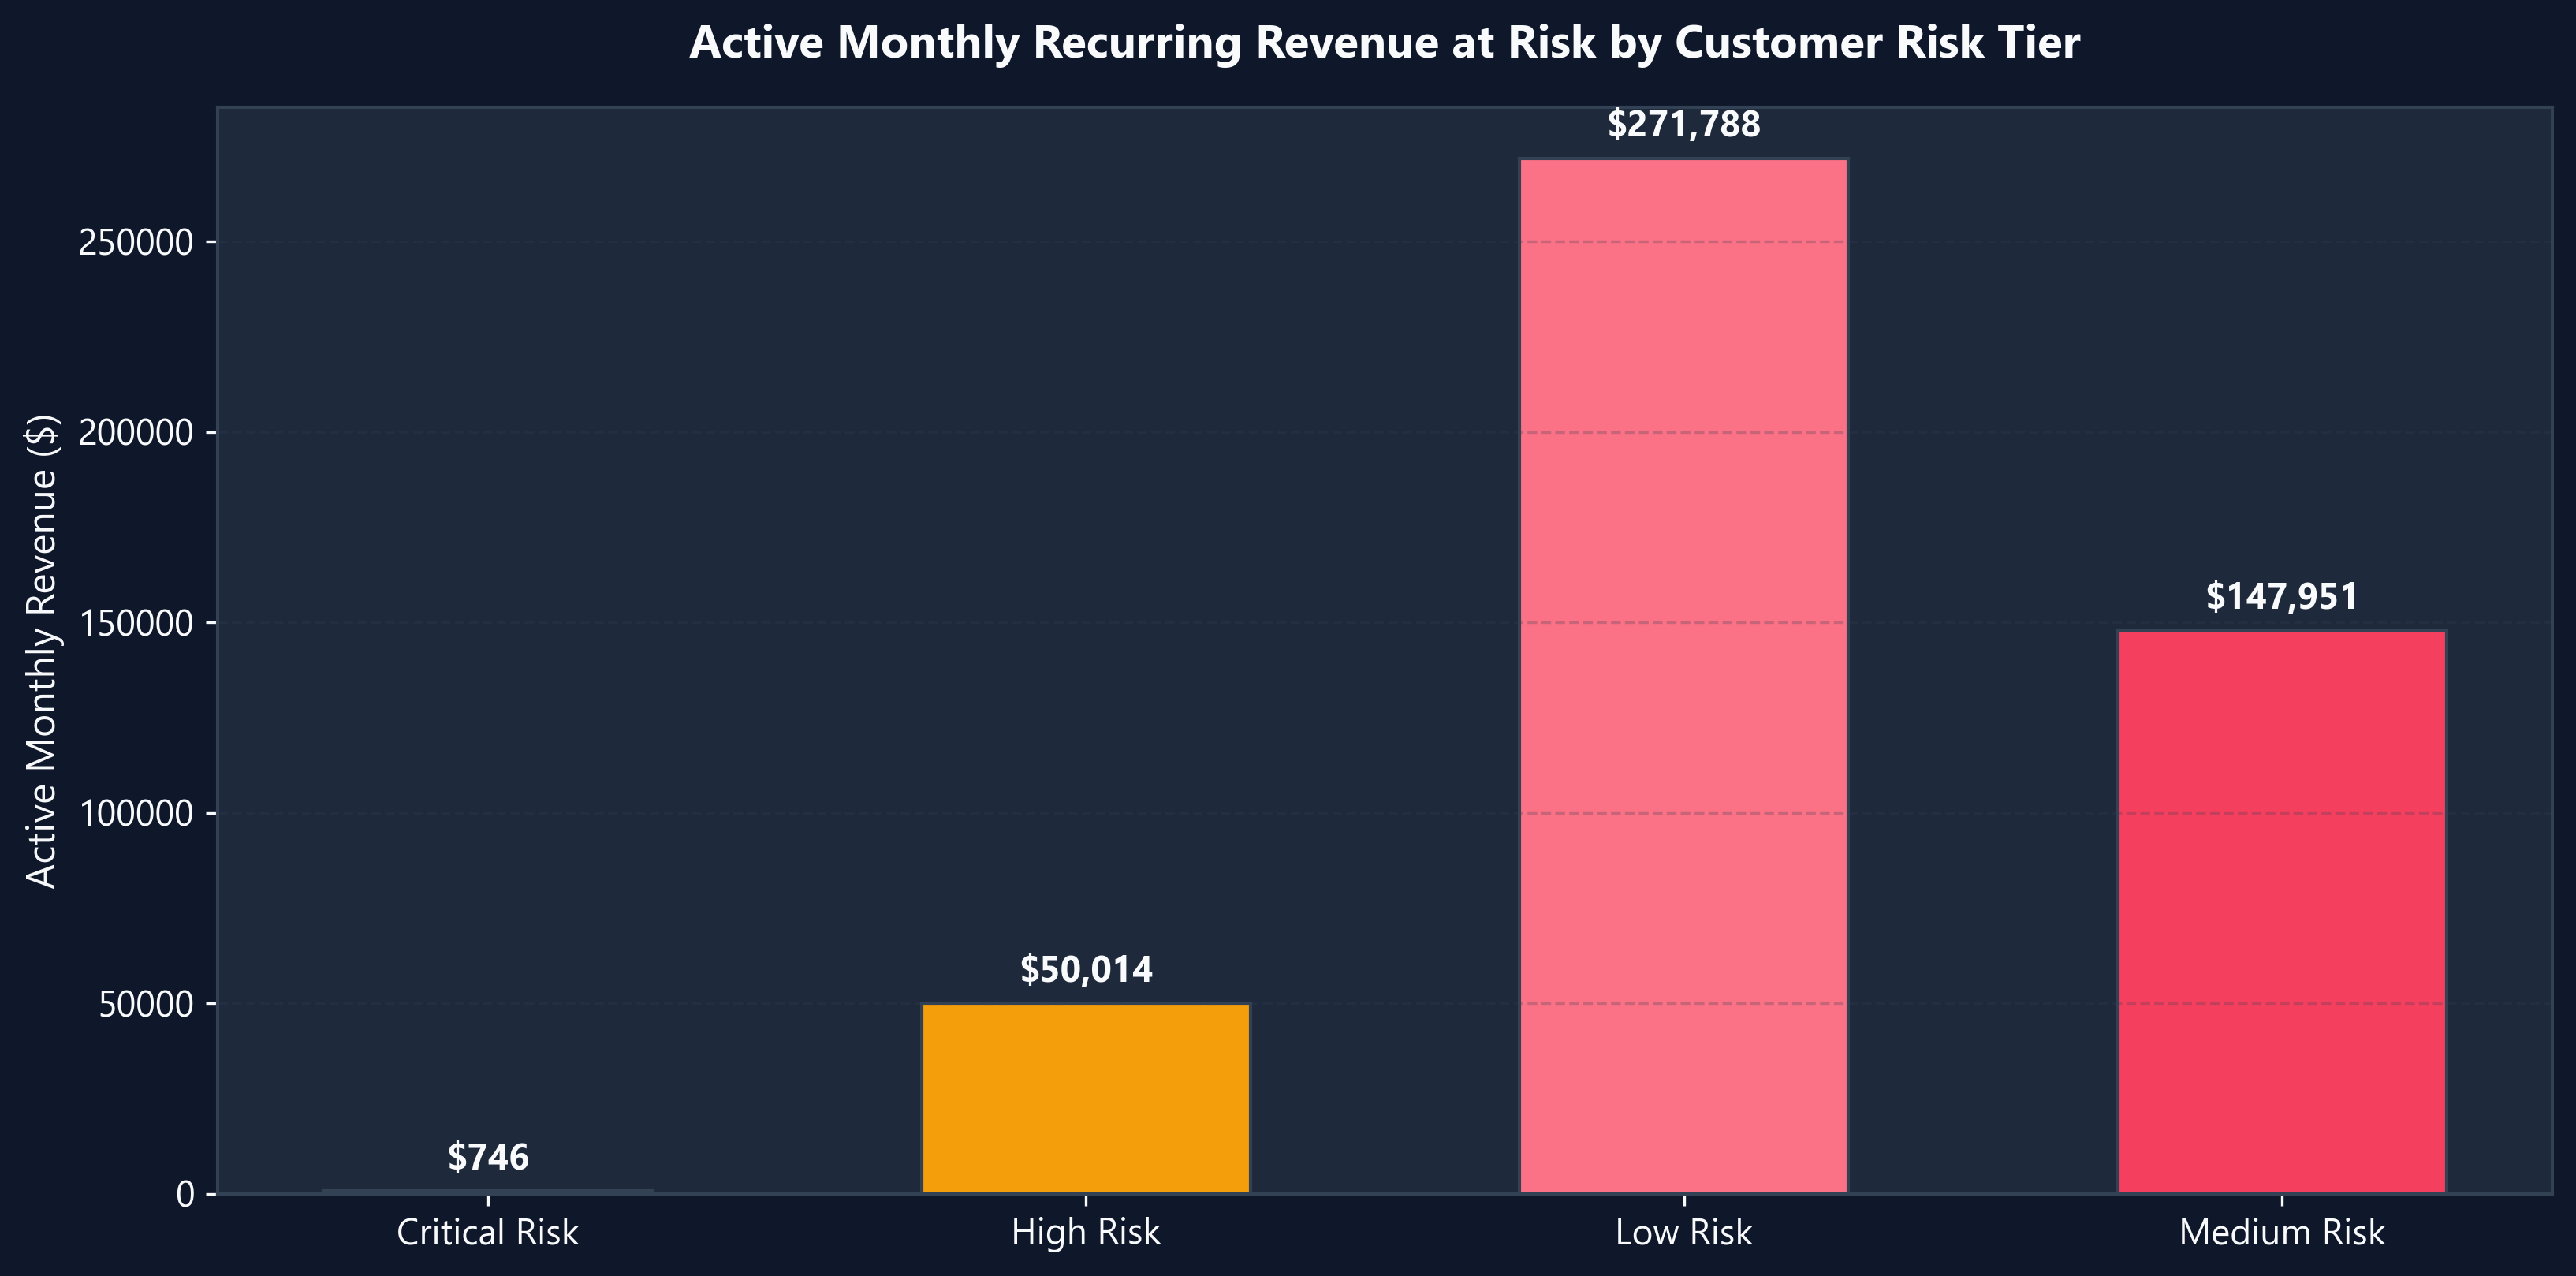 Active Monthly Recurring Revenue at Risk by Customer Risk Tier
Active Monthly Revenue ($)
250000
200000
150000
100000
50000
0
$746
$50,014
$271,788
$147,951
Critical Risk
High Risk
Low Risk
Medium Risk